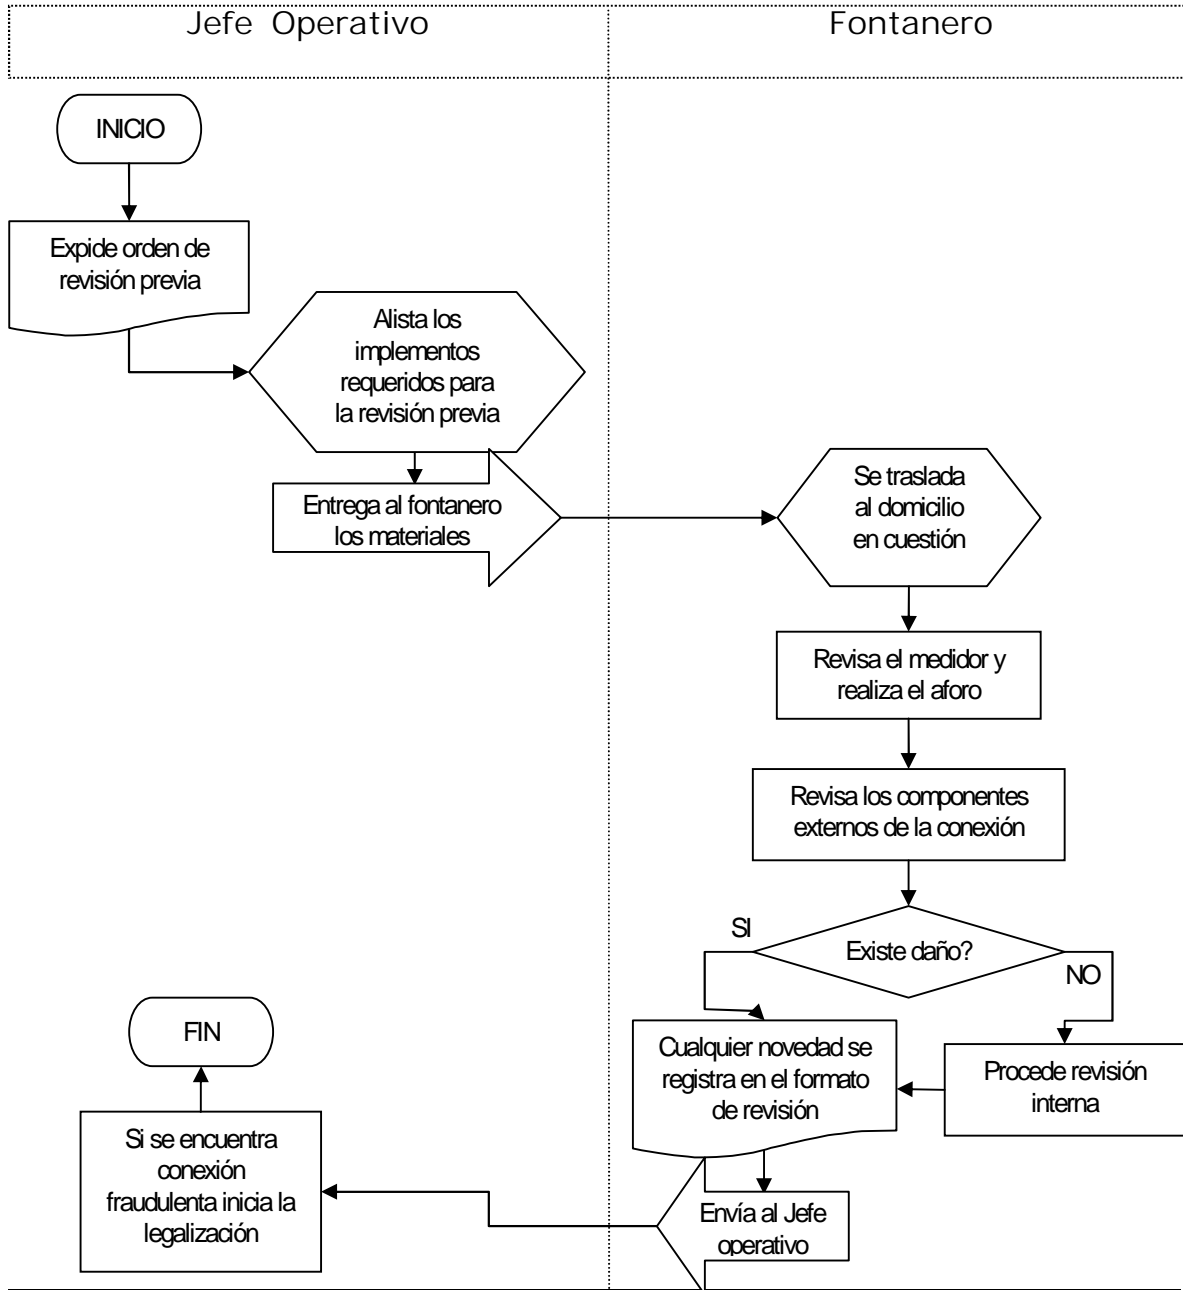 Jefe Operativo
Fontanero
INICIO
Expide orden de
revisión previa
Alista los
implementos
requeridos para
la revisión previa
Entrega al fontanero
los materiales
Se traslada
al domicilio
en cuestión
Revisa el medidor y
realiza el aforo
Revisa los componentes
externos de la conexión
Existe daño?
SI
NO
Cualquier novedad se
registra en el formato
de revisión
Procede revisión
interna
Envía al Jefe
operativo
Si se encuentra
conexión
fraudulenta inicia la
legalización
FIN